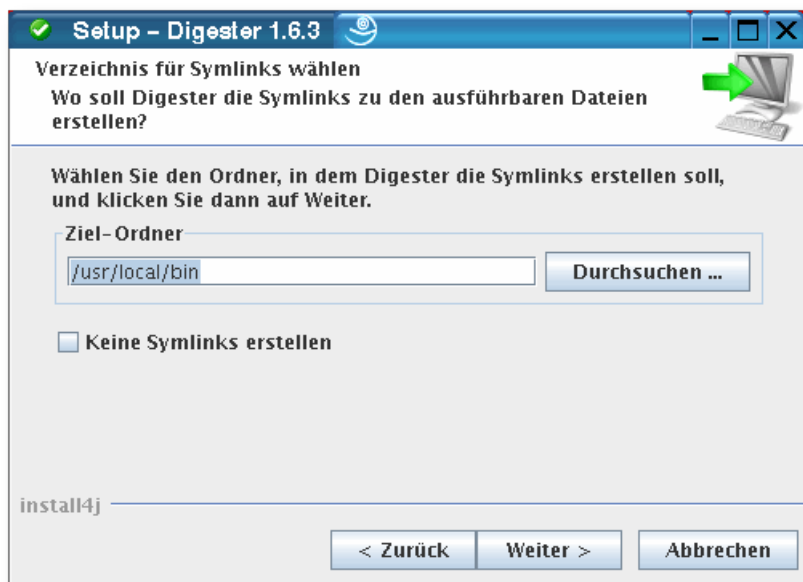 Setup – Digester 1.6.3
Verzeichnis für Symlinks wählen
Wo soll Digester die Symlinks zu den ausführbaren Dateien
erstellen?
Wählen Sie den Ordner, in dem Digester die Symlinks erstellen soll,
und klicken Sie dann auf Weiter.
Ziel-Ordner
/usr/local/bin
Durchsuchen ...
Keine Symlinks erstellen
install4j
< Zurück
Weiter >
Abbrechen